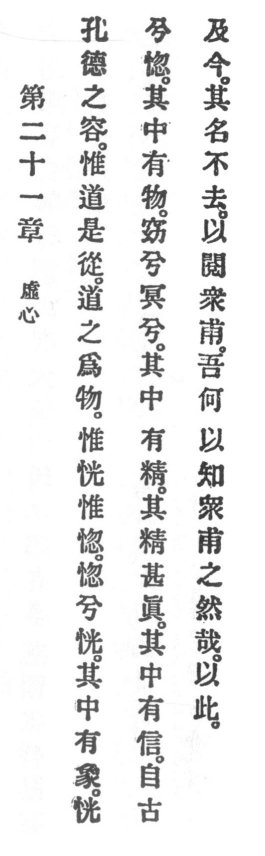 第二十一章 虛心
孔德之容。惟道是從。道之爲物。惟恍惟惚。惚兮恍。其中有象。恍
兮惚。其中有物。窈兮冥兮。其中有精。其精甚眞。其中有信。自古
及今。其名不去。以閱衆甫。吾何以知衆甫之然哉。以此。